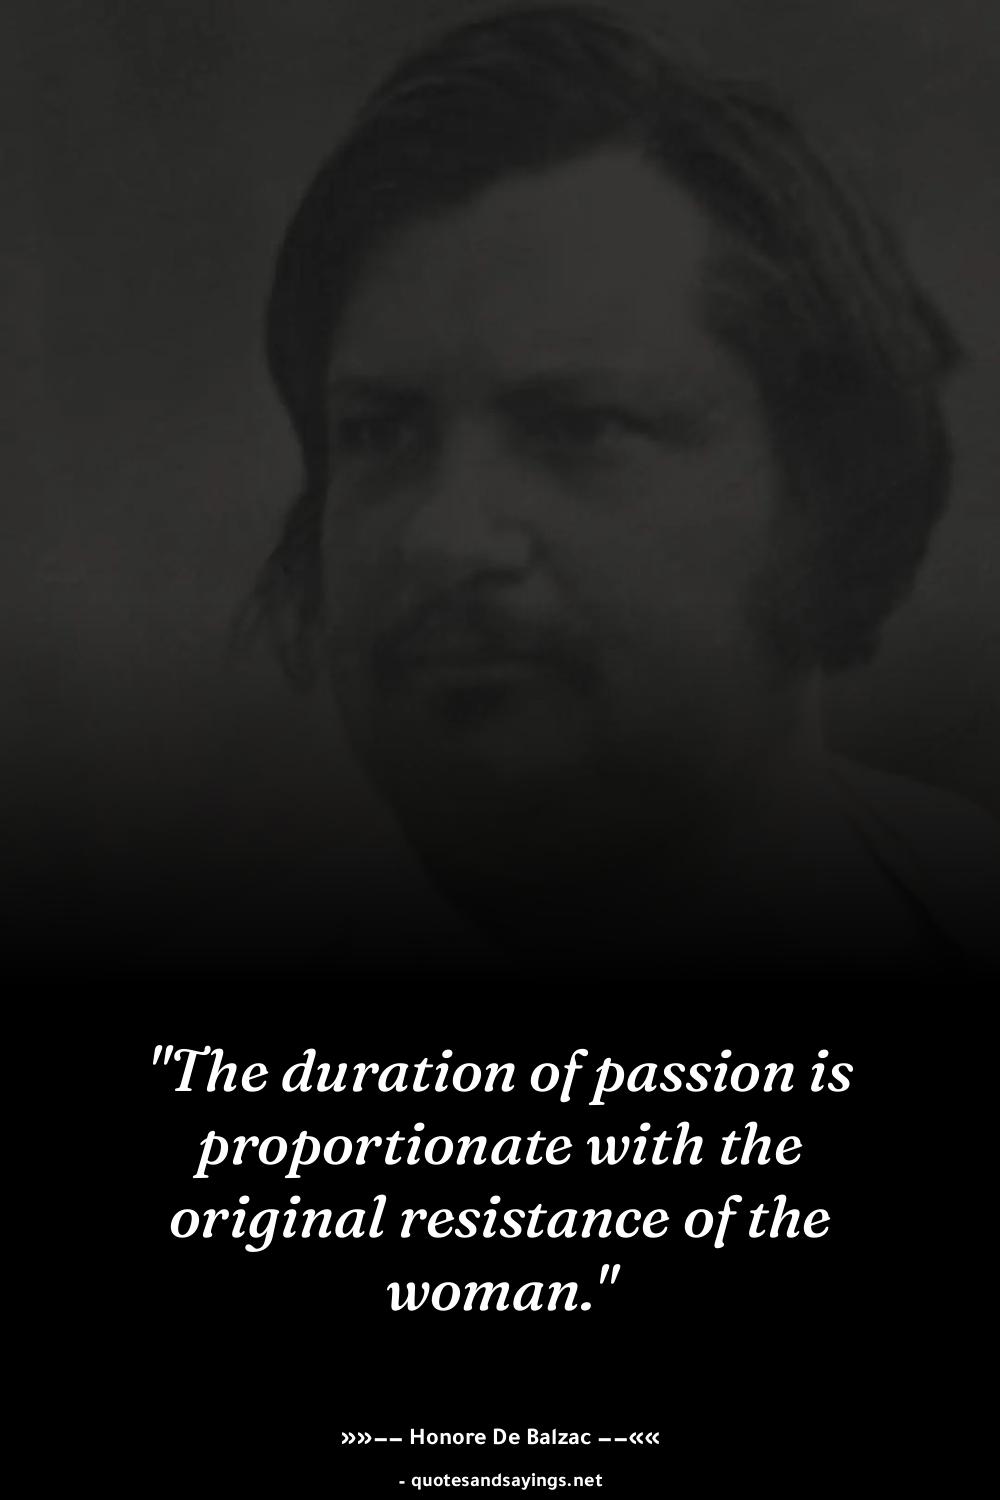 "The duration of passion is
proportionate with the
original resistance of the
woman."
»»–– Honore De Balzac ––««
- quotesandsayings.net